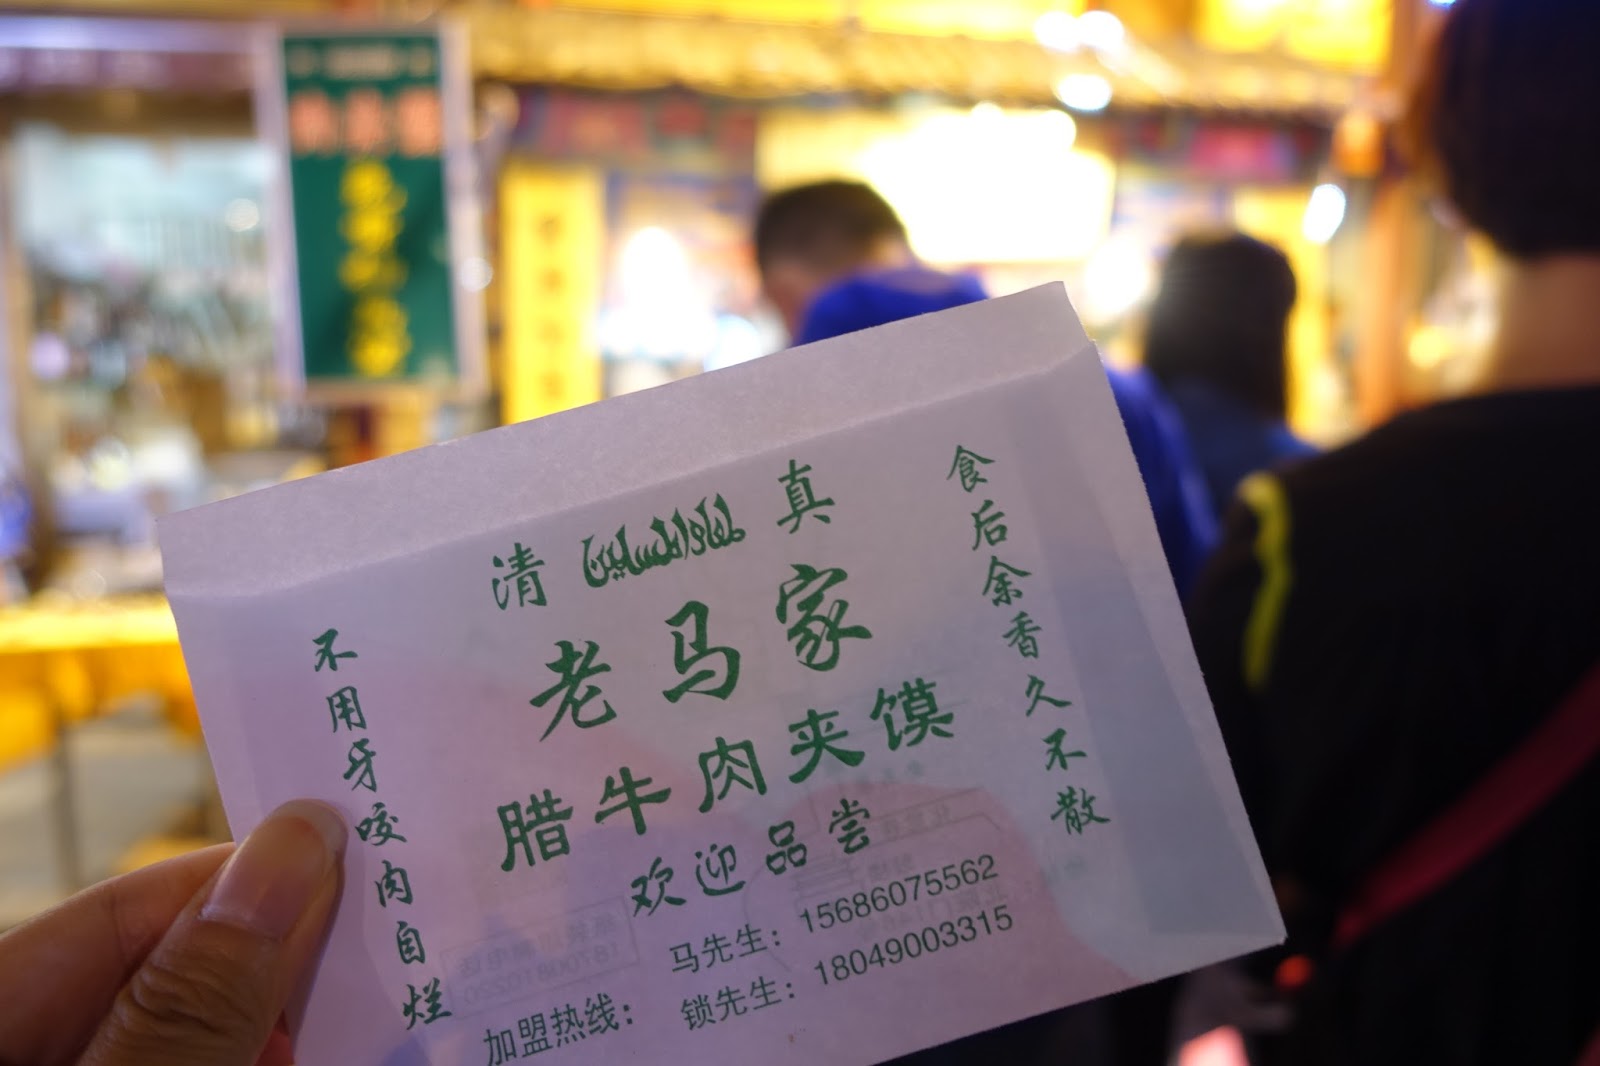 清 真
老马家
腊牛肉夹馍
欢迎品尝
食后余香久不散
不用牙咬肉自烂
马先生：15686075562
加盟热线： 锁先生：18049003315